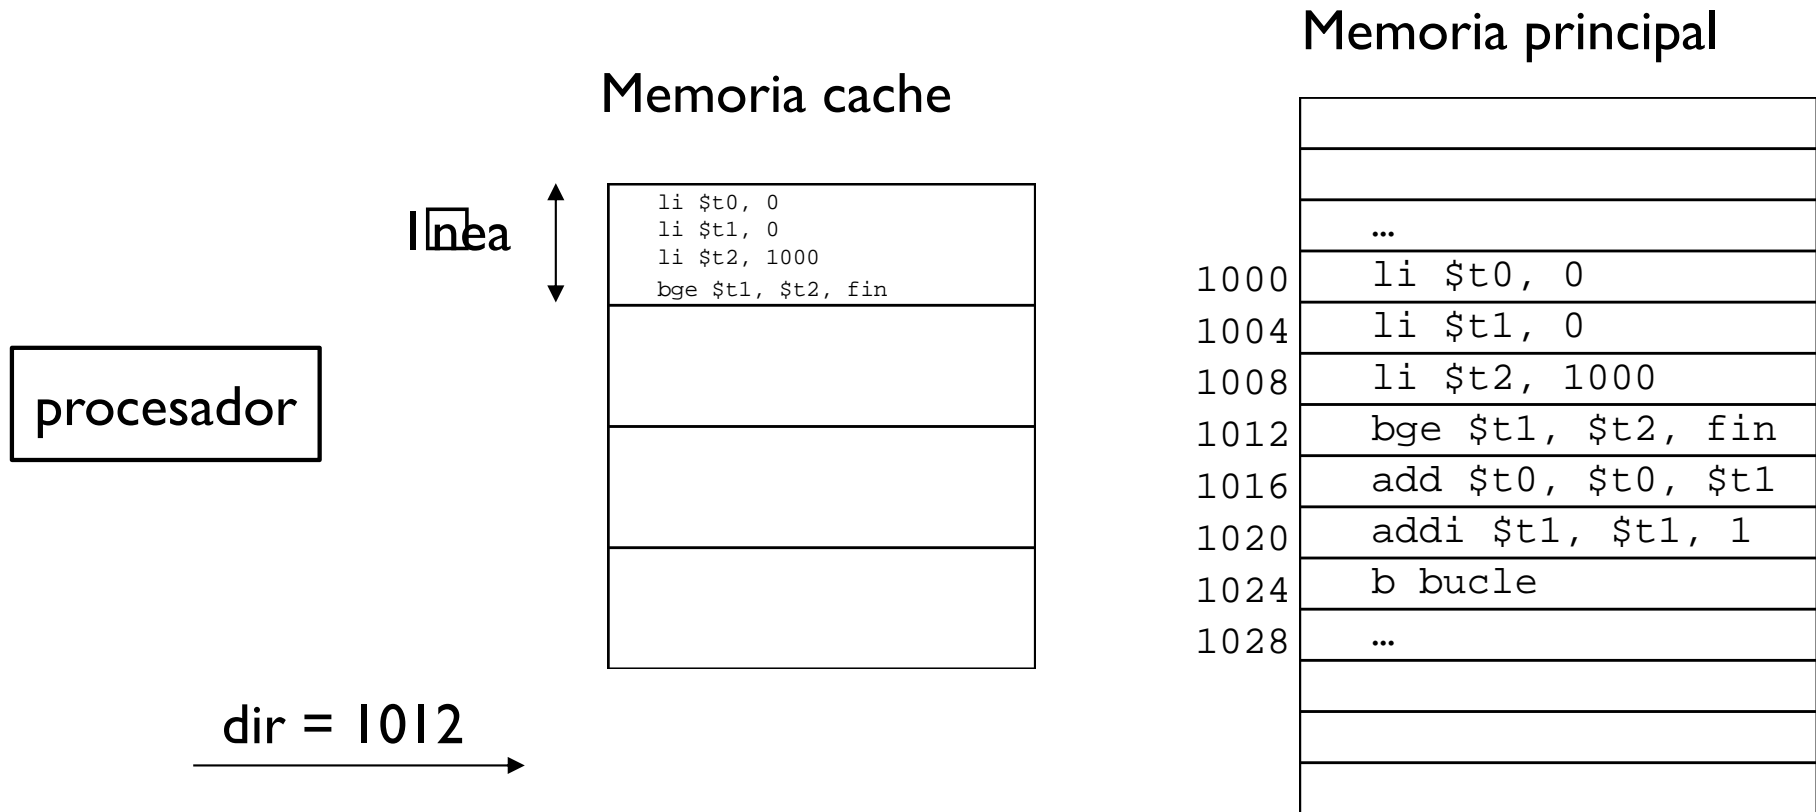 Memoria principal
Memoria cache
línea
li $t0, 0
li $t1, 0
li $t2, 1000
bge $t1, $t2, fin
procesador
dir = 1012
…
1000 li $t0, 0
1004 li $t1, 0
1008 li $t2, 1000
1012 bge $t1, $t2, fin
1016 add $t0, $t0, $t1
1020 addi $t1, $t1, 1
1024 b bucle
1028 …